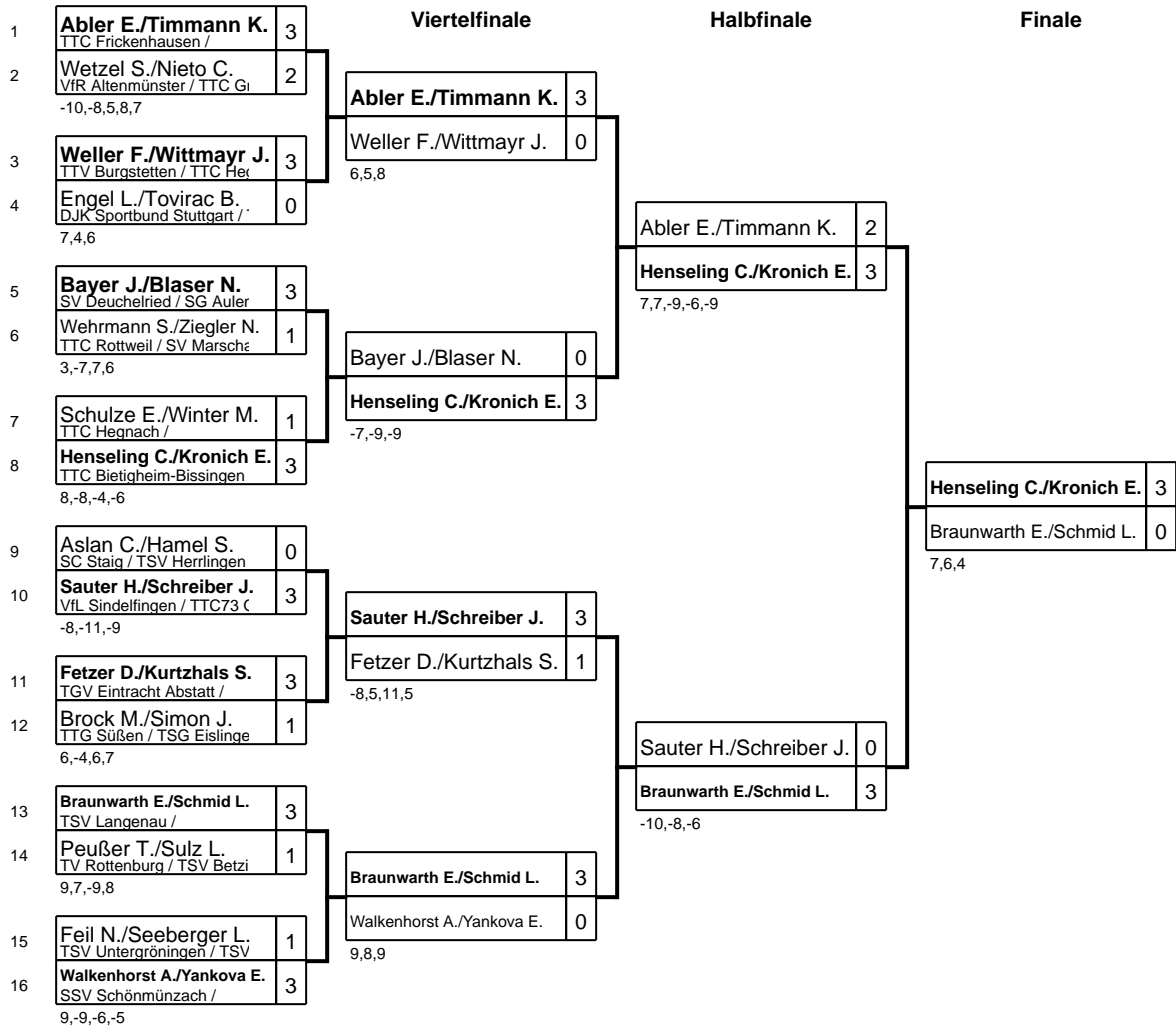 Viertelfinale
Halbfinale
Finale
1
Abler E./Timmann K. 3
TTC Frickenhausen /
2
Wetzel S./Nieto C. 2
VfR Altenmünster / TTC
-10,-8,5,8,7
3
Weller F./Wittmayr J. 3
TTV Burgstetten / TTC
4
Engel L./Tovirac B. 0
DJK Sportbund Stuttgart /
7,4,6
5
Bayer J./Blaser N. 3
SV Deuchelried / SG
6
Wehrmann S./Ziegler N. 1
TTC Rottweil / SV
3,-7,7,6
7
Schulze E./Winter M. 1
TTC Hegnach /
8
Henseling C./Kronich E. 3
TTC Bietigheim-Bissingen
8,-8,-4,-6
9
Aslan C./Hamel S. 0
SC Staig / TSV Herrlingen
10
Sauter H./Schreiber J. 3
VfL Sindelfingen / TTC73
-8,-11,-9
11
Fetzer D./Kurtzhals S. 3
TGV Eintracht Abstatt /
12
Brock M./Simon J. 1
TTG Süßen / TSG Eislinge
6,-4,6,7
13
Braunwarth E./Schmid L. 3
TSV Langenau /
14
Peußer T./Sulz L. 1
TV Rottenburg / TSV Betzi
9,7,-9,8
15
Feil N./Seeberger L. 1
TSV Untergröningen / TSV
16
Walkenhorst A./Yankova E. 3
SSV Schönmünzach /
9,-9,-6,-5
Abler E./Timmann K. 3
Weller F./Wittmayr J. 0
6,5,8
Bayer J./Blaser N. 0
Henseling C./Kronich E. 3
-7,-9,-9
Sauter H./Schreiber J. 3
Fetzer D./Kurtzhals S. 1
-8,5,11,5
Braunwarth E./Schmid L. 3
Walkenhorst A./Yankova E. 0
9,8,9
Abler E./Timmann K. 2
Henseling C./Kronich E. 3
7,7,-9,-6,-9
Sauter H./Schreiber J. 0
Braunwarth E./Schmid L. 3
-10,-8,-6
Henseling C./Kronich E. 3
Braunwarth E./Schmid L. 0
7,6,4